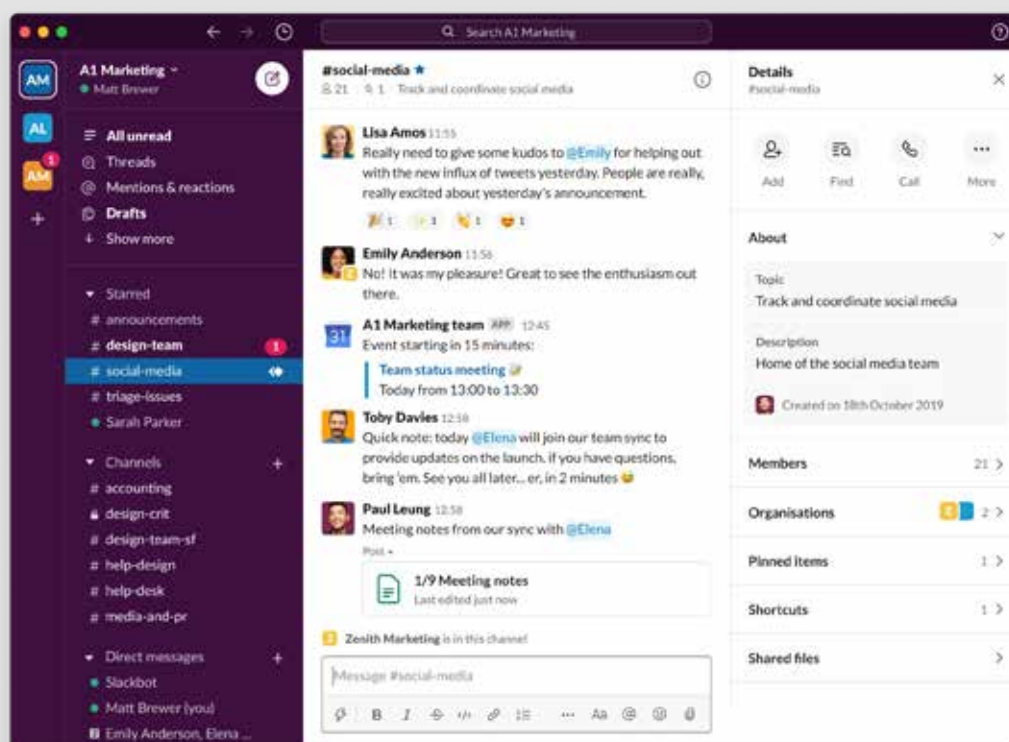 Search A1 Marketing
AM
AL
AM
1
A1 Marketing
Matt Brewer
All unread
Threads
Mentions & reactions
Drafts
Show more
Starred
# announcements
# design-team 1
# social-media
# triage-issues
Sarah Parker
Channels +
# accounting
design-crit
# design-team-sf
# help-design
# help-desk
# media-and-pr
Direct messages +
Slackbot
Matt Brewer (you)
Emily Anderson, Elena ...
#social-media
21 1 Track and coordinate social media
Lisa Amos 11:55
Really need to give some kudos to @Emily for helping out
with the new influx of tweets yesterday. People are really,
really excited about yesterday's announcement.
1 1 1 1
Emily Anderson 11:56
No! It was my pleasure! Great to see the enthusiasm out
there.
31
A1 Marketing team APP 12:45
Event starting in 15 minutes:
Team status meeting
Today from 13:00 to 13:30
Toby Davies 12:58
Quick note: today @Elena will join our team sync to
provide updates on the launch. if you have questions,
bring 'em. See you all later... er, in 2 minutes
Paul Leung 12:58
Meeting notes from our sync with @Elena
Post
1/9 Meeting notes
Last edited just now
Z Zenith Marketing is in this channel
Message #social-media
B I Aa @
Details
#social-media
Add Find Call More
About
Topic
Track and coordinate social media
Description
Home of the social media team
Created on 18th October 2019
Members 21
Organisations Z 2
Pinned items 1
Shortcuts 1
Shared files